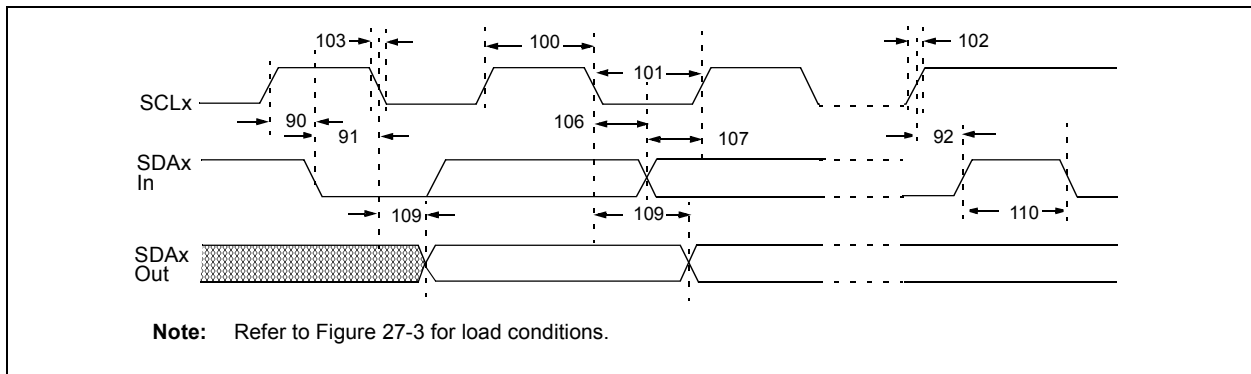 103
100
102
101
SCLx
90
91
106
107
92
SDAx
In
109
109
110
SDAx
Out
Note: Refer to Figure 27-3 for load conditions.